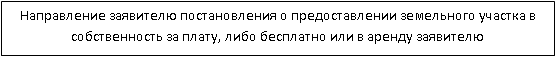 Направление заявителю постановления о предоставлении земельного участка в
собственность за плату, либо бесплатно или в аренду заявителю